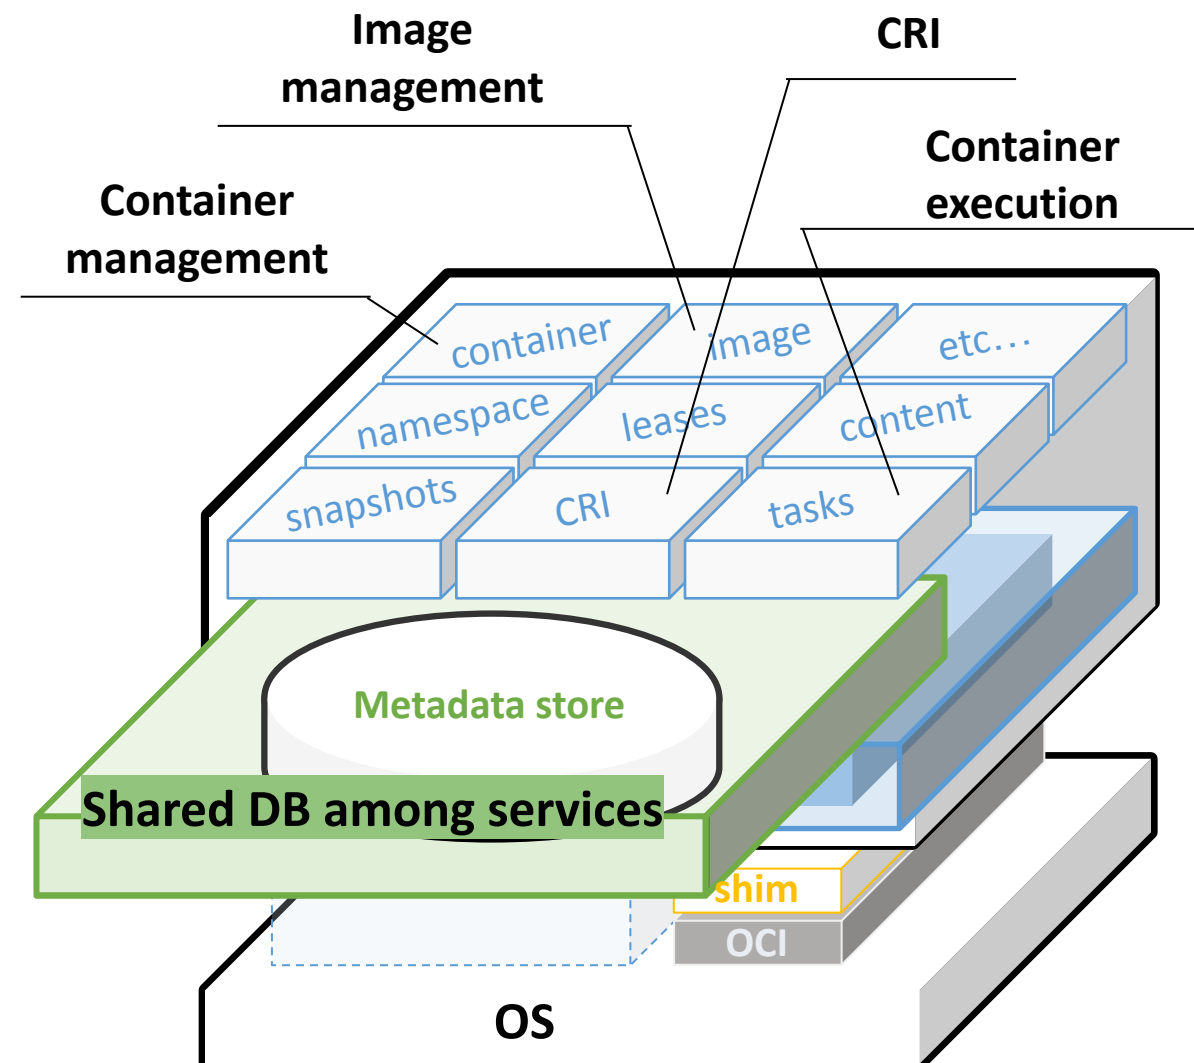 Image
management
CRI
Container
execution
Container
management
container
image
etc…
namespace
leases
content
snapshots
CRI
tasks
Metadata store
Shared DB among services
shim
OCI
OS